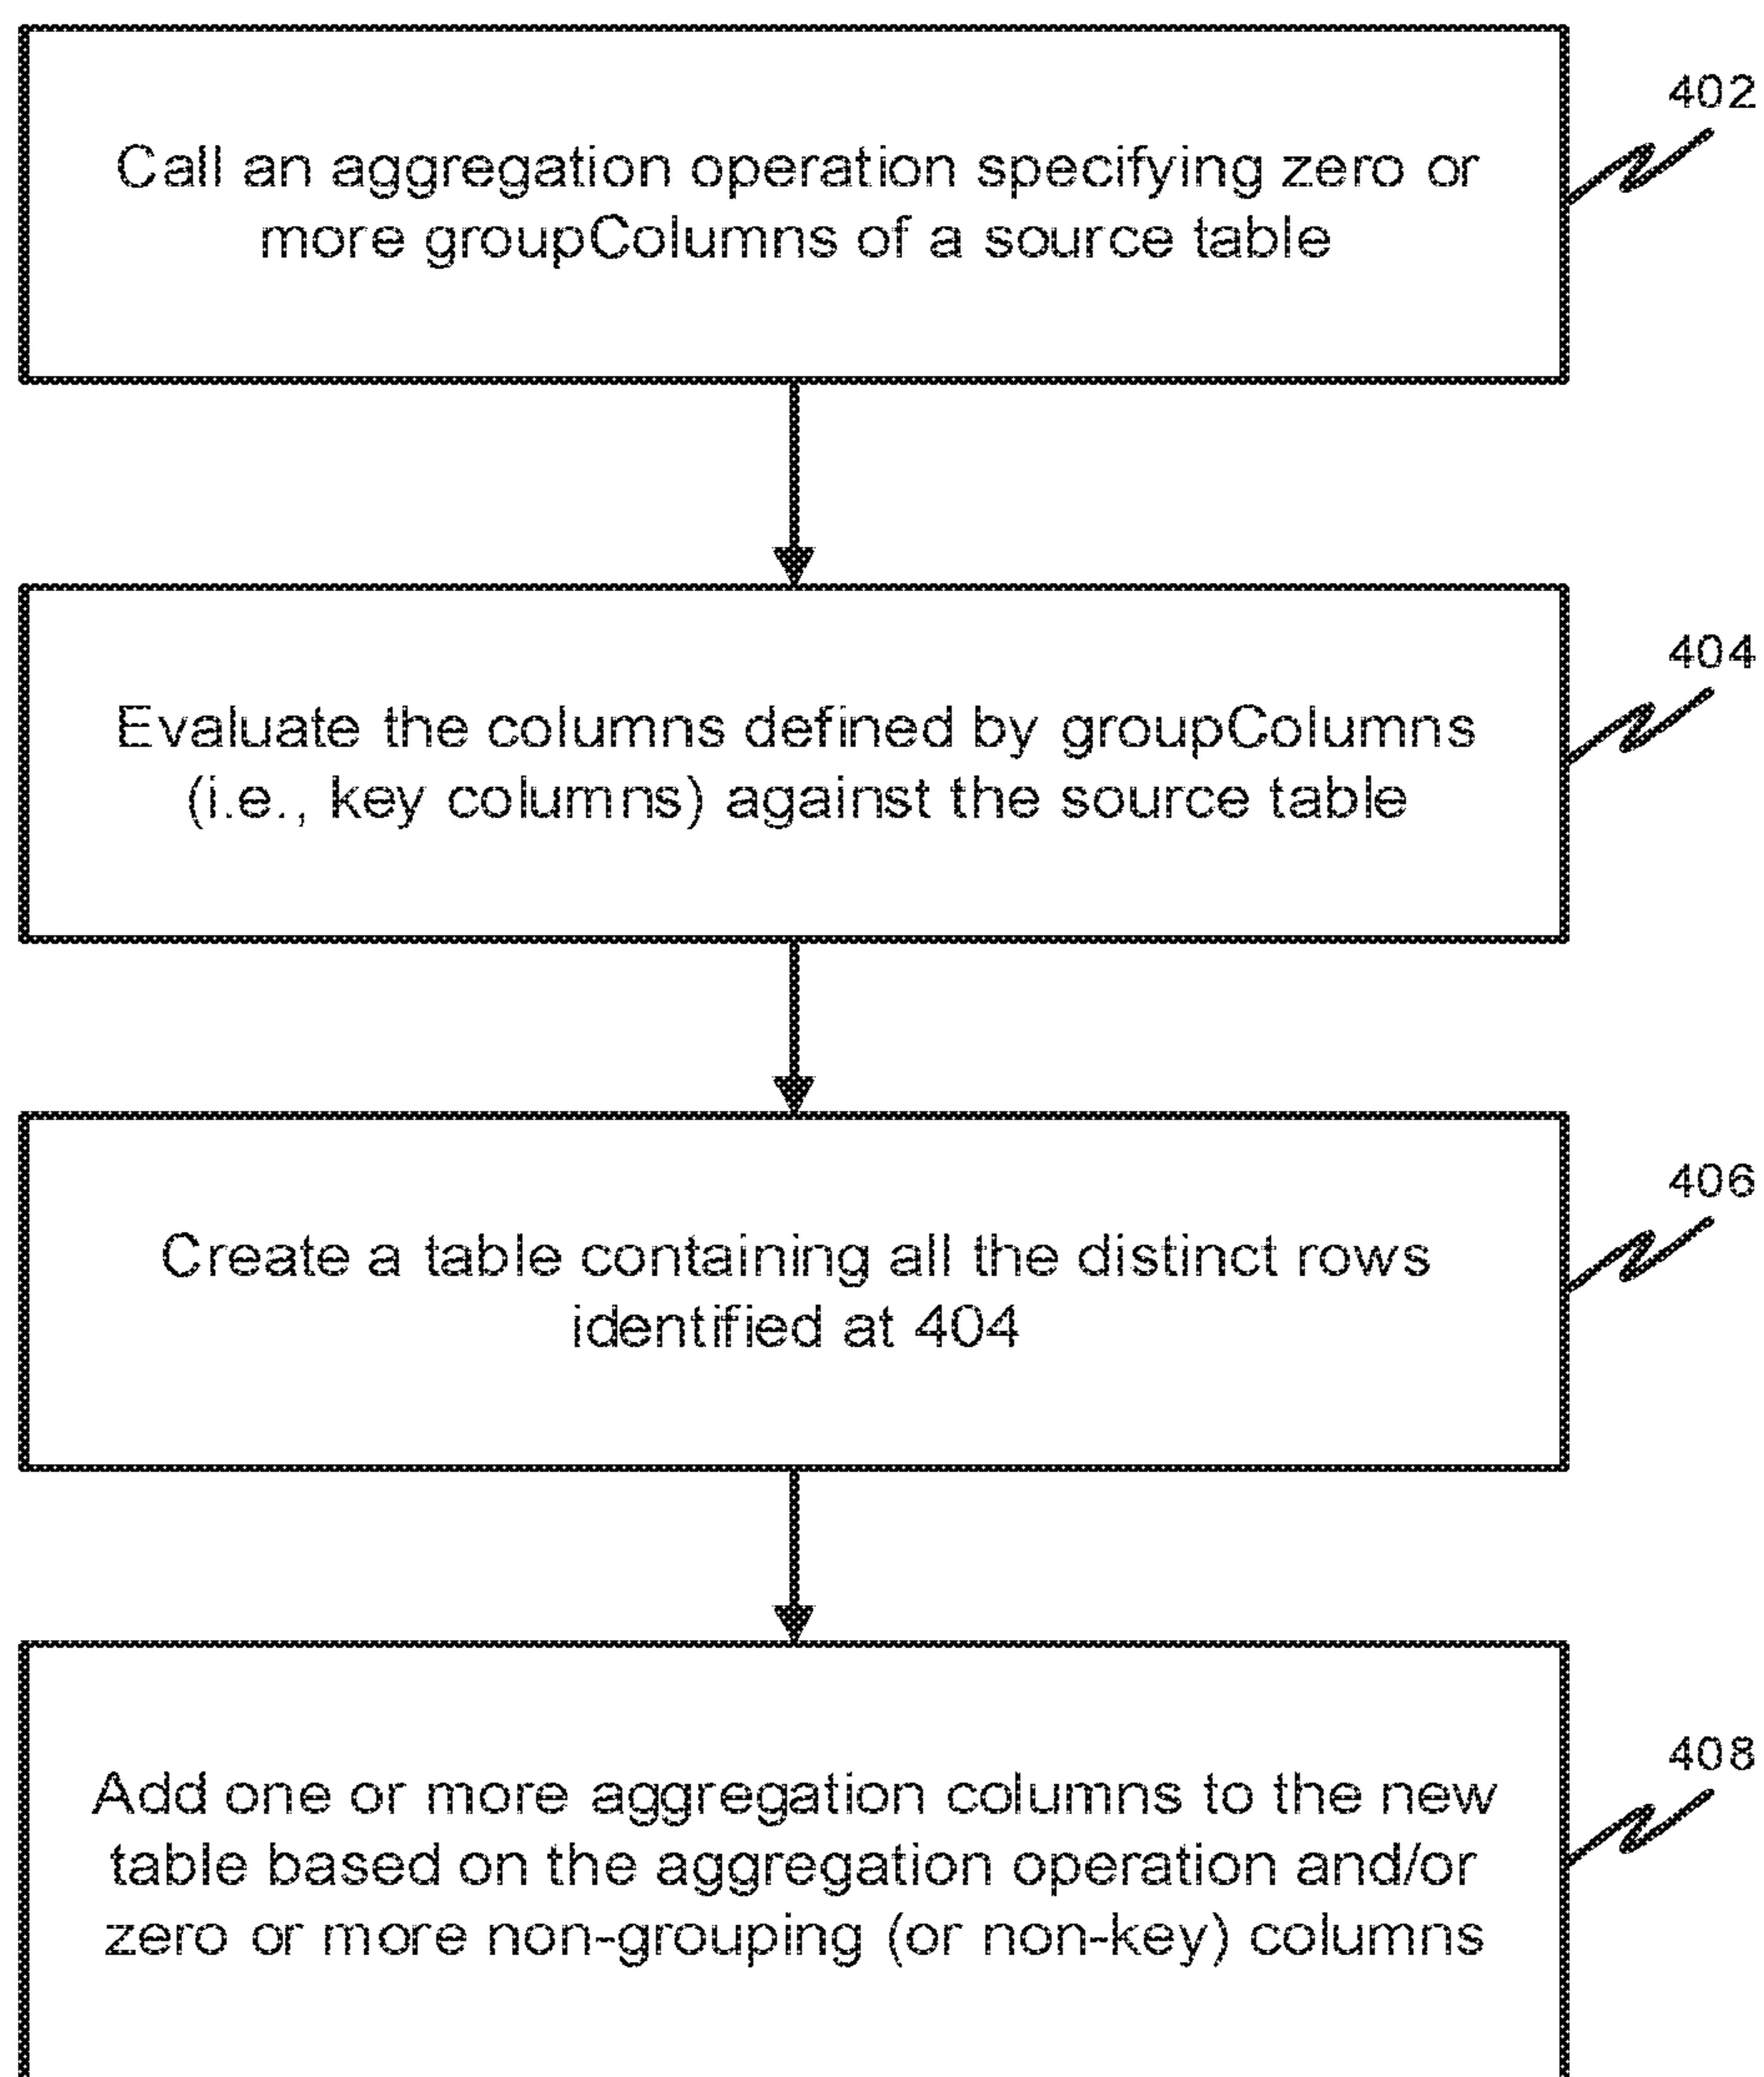 402
Call an aggregation operation specifying zero or
more groupColumns of a source table
404
Evaluate the columns defined by groupColumns
(i.e., key columns) against the source table
406
Create a table containing all the distinct rows
identified at 404
408
Add one or more aggregation columns to the new
table based on the aggregation operation and/or
zero or more non-grouping (or non-key) columns